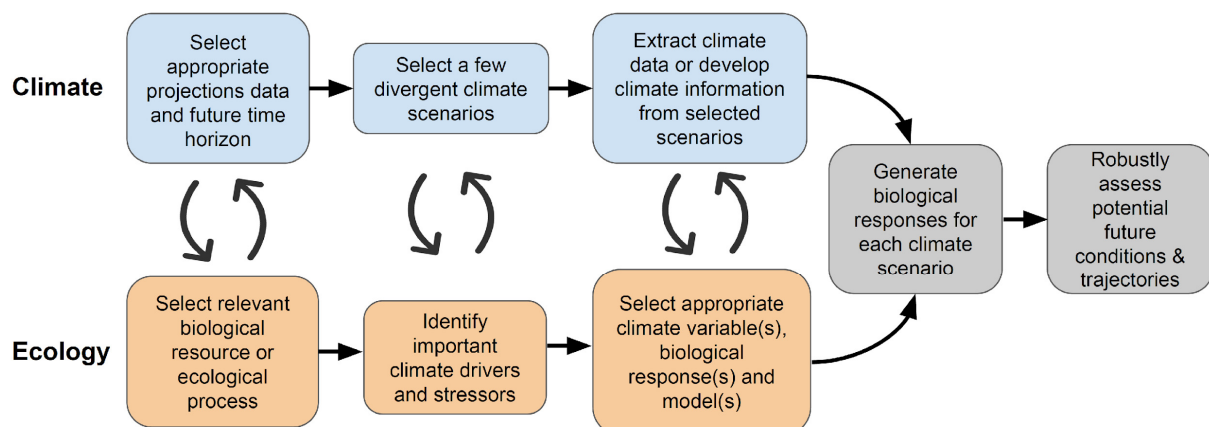 Climate
Select
appropriate
projections data
and future time
horizon
Select a few
divergent climate
scenarios
Extract climate
data or develop
climate information
from selected
scenarios
Generate
biological
responses for
each climate
scenario
Robustly
assess
potential
future
conditions &
trajectories
Ecology
Select relevant
biological
resource or
ecological
process
Identify
important
climate drivers
and stressors
Select appropriate
climate variable(s),
biological
response(s) and
model(s)